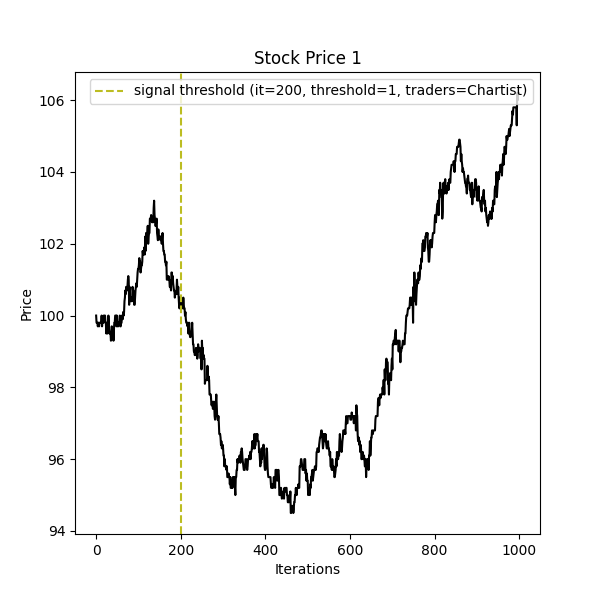 Stock Price 1
signal threshold (it=200, threshold=1, traders=Chartist)
106
104
102
100
98
96
94
Price
0 200 400 600 800 1000
Iterations